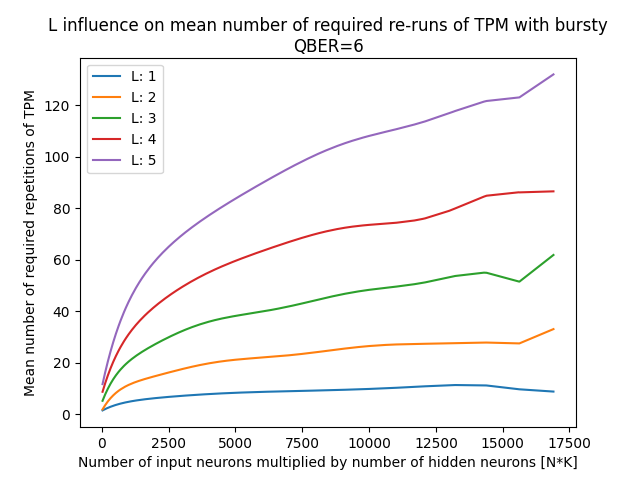 L influence on mean number of required re-runs of TPM with bursty
QBER=6
L: 1
L: 2
L: 3
L: 4
L: 5
Mean number of required repetitions of TPM
120
100
80
60
40
20
0
0 2500 5000 7500 10000 12500 15000 17500
Number of input neurons multiplied by number of hidden neurons [N*K]